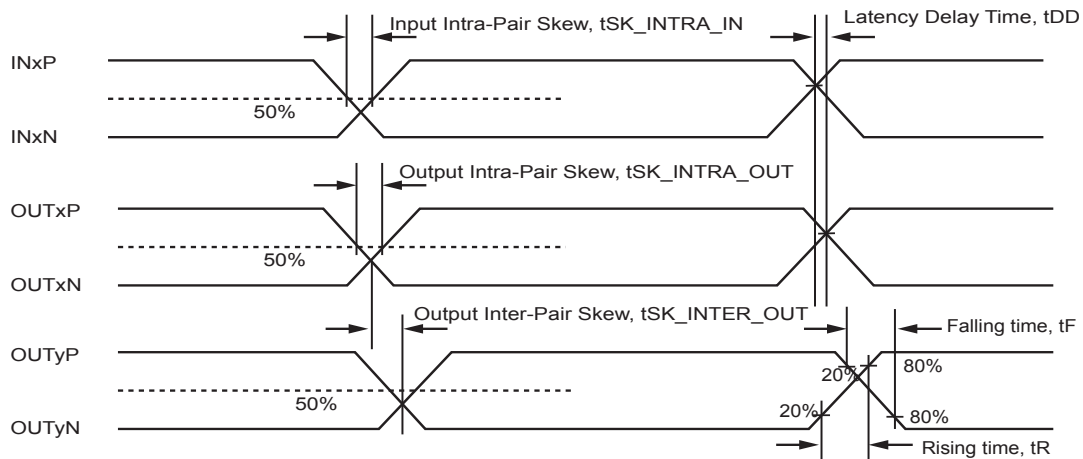 Input Intra-Pair Skew, tSK_INTRA_IN
Latency Delay Time, tDD
INxP
50%
INxN
Output Intra-Pair Skew, tSK_INTRA_OUT
OUTxP
50%
OUTxN
Output Inter-Pair Skew, tSK_INTER_OUT
Falling time, tF
OUTyP
20%
80%
50%
20%
80%
OUTyN
Rising time, tR